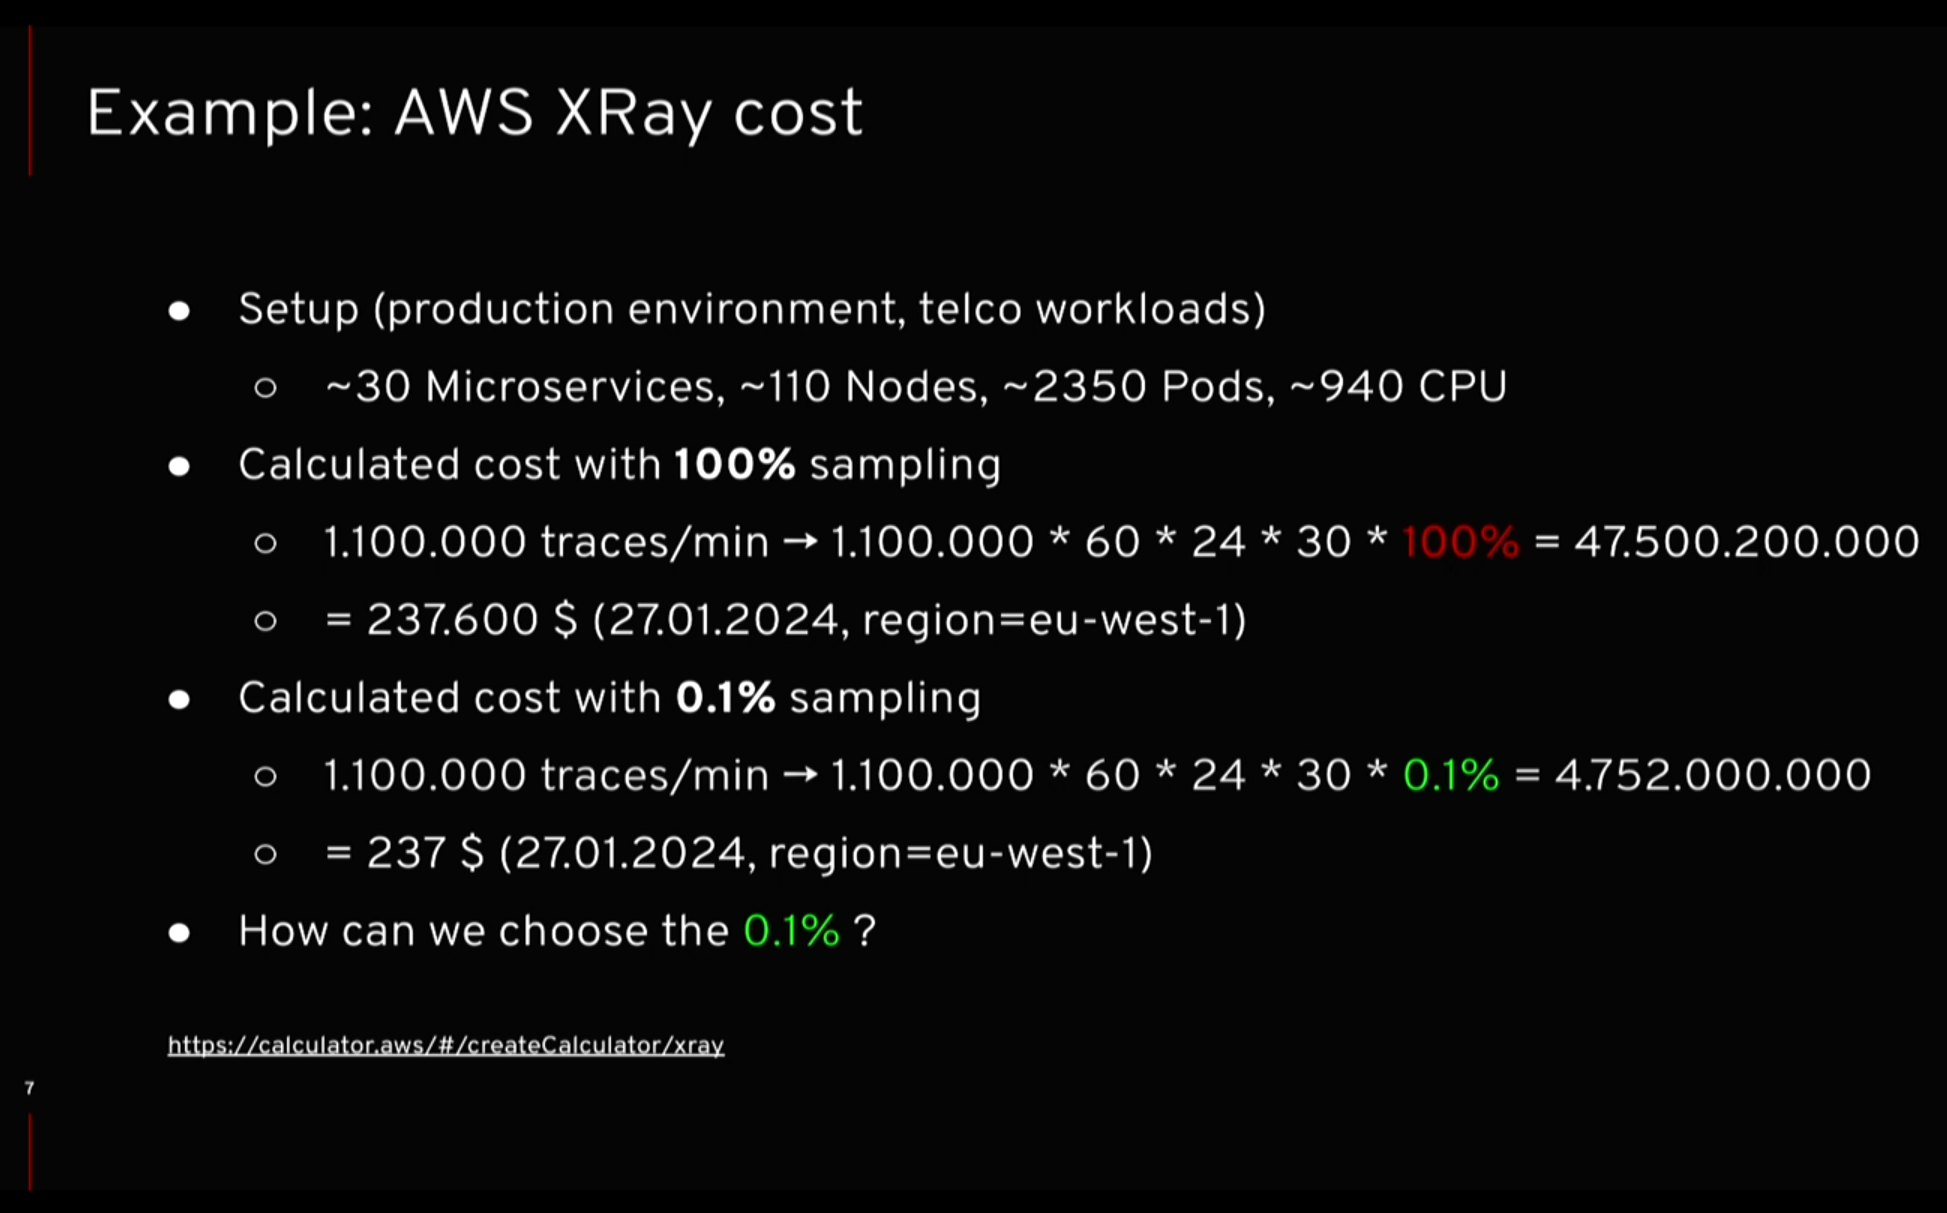 Example: AWS XRay cost
● Setup (production environment, telco workloads)
○ ~30 Microservices, ~110 Nodes, ~2350 Pods, ~940 CPU
● Calculated cost with 100% sampling
○ 1.100.000 traces/min → 1.100.000 * 60 * 24 * 30 * 100% = 47.500.200.000
○ = 237.600 $ (27.01.2024, region=eu-west-1)
● Calculated cost with 0.1% sampling
○ 1.100.000 traces/min → 1.100.000 * 60 * 24 * 30 * 0.1% = 4.752.000.000
○ = 237 $ (27.01.2024, region=eu-west-1)
● How can we choose the 0.1% ?
https://calculator.aws/#/createCalculator/xray
7